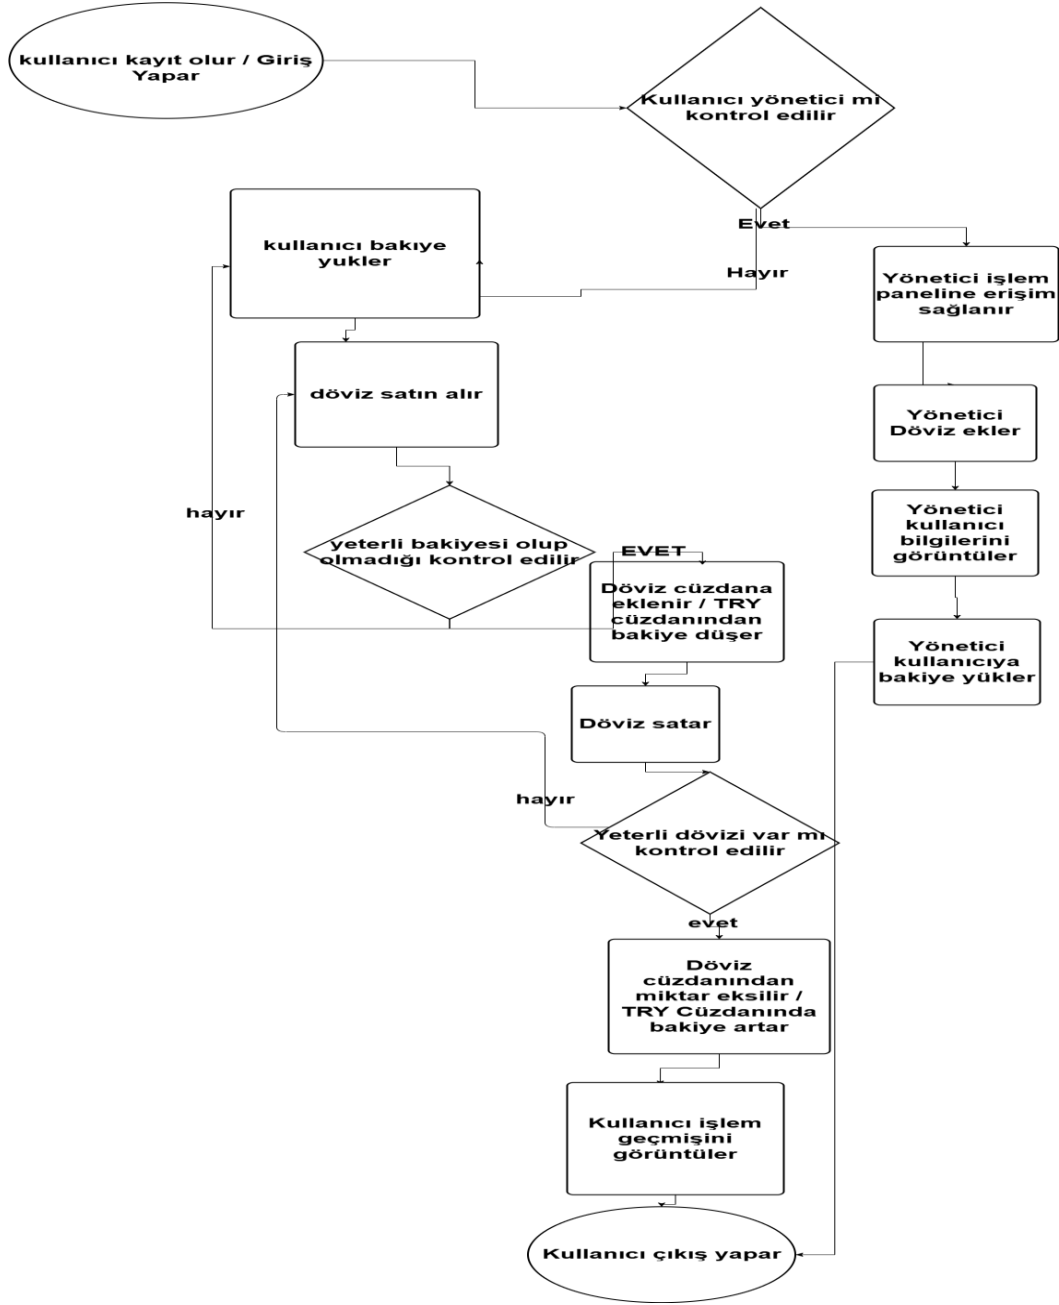 kullanıcı kayıt olur / Giriş
Yapar
Kullanıcı yönetici mi
kontrol edilir
Evet
Hayır
kullanıcı bakıye
yukler
Yönetici işlem
paneline erişim
sağlanır
döviz satın alır
Yönetici
Döviz ekler
hayır
yeterli bakiyesi olup
olmadığı kontrol edilir
EVET
Yönetici
kullanıcı
bilgilerini
görüntüler
Döviz cüzdana
eklenir / TRY
cüzdanından
bakiye düşer
Yönetici
kullanıcıya
bakiye yükler
Döviz satar
hayır
Yeterli dövizi var mı
kontrol edilir
evet
Döviz
cüzdanından
miktar eksilir /
TRY Cüzdanında
bakiye artar
Kullanıcı işlem
geçmişini
görüntüler
Kullanıcı çıkış yapar